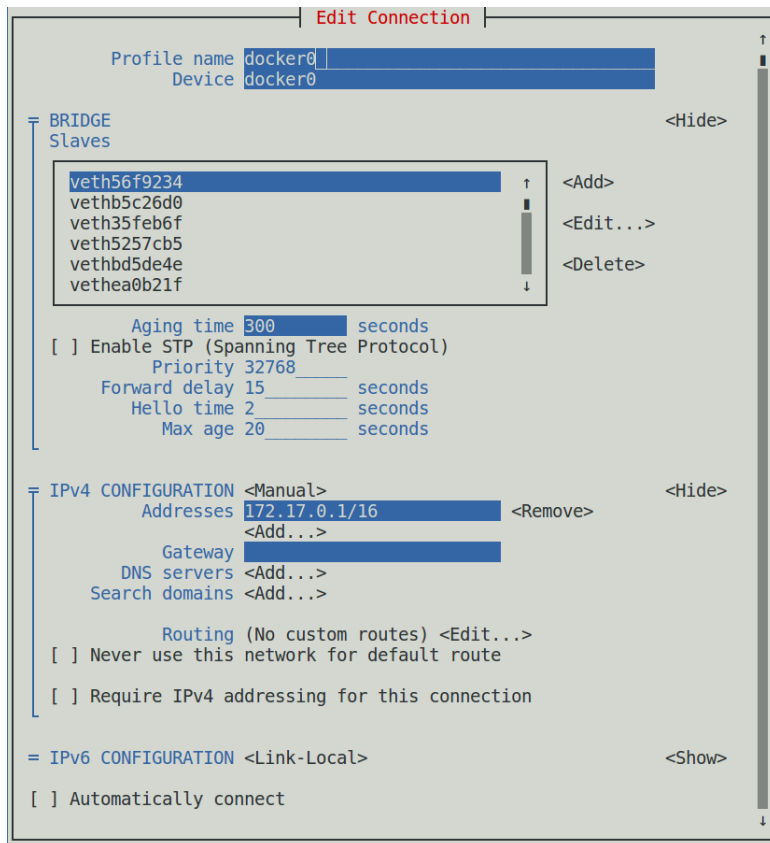 Edit Connection
Profile name docker0
Device docker0
BRIDGE <Hide>
Slaves
veth56f9234 <Add>
vethb5c26d0
veth35feb6f <Edit...>
veth5257cb5
vethbd5de4e <Delete>
vethea0b21f
Aging time 300 seconds
[ ] Enable STP (Spanning Tree Protocol)
Priority 32768
Forward delay 15 seconds
Hello time 2 seconds
Max age 20 seconds
IPv4 CONFIGURATION <Manual> <Hide>
Addresses 172.17.0.1/16 <Remove>
<Add...>
Gateway
DNS servers <Add...>
Search domains <Add...>
Routing (No custom routes) <Edit...>
[ ] Never use this network for default route
[ ] Require IPv4 addressing for this connection
IPv6 CONFIGURATION <Link-Local> <Show>
[ ] Automatically connect